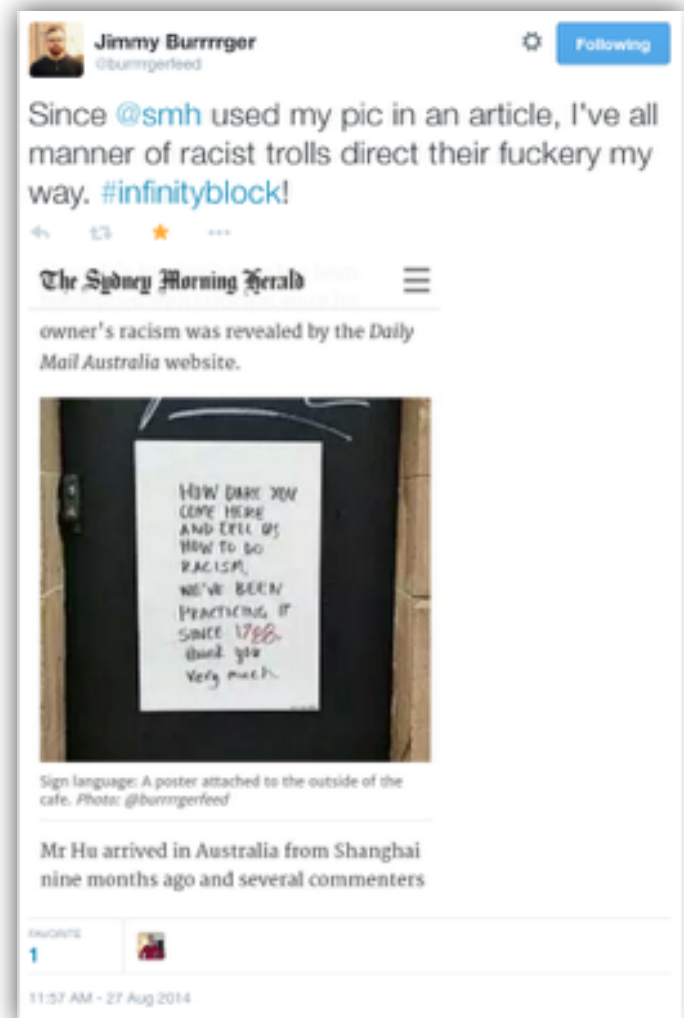 Jimmy Burrrrger
@burrrrgerfeed
Following
Since @smh used my pic in an article, I've all
manner of racist trolls direct their fuckery my
way. #infinityblock!
The Sydney Morning Herald
owner's racism was revealed by the Daily
Mail Australia website.
HOW DARE YOU
COME HERE
AND TELL US
HOW TO DO
RACISM,
WE'VE BEEN
PRACTICING IT
SINCE 1788.
thank you
very much.
Sign language: A poster attached to the outside of the
cafe. Photo: @burrrrgerfeed
Mr Hu arrived in Australia from Shanghai
nine months ago and several commenters
FAVORITE
1
11:57 AM - 27 Aug 2014